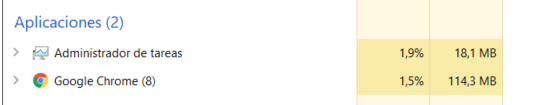 Aplicaciones (2)
Administrador de tareas 1,9% 18,1 MB
Google Chrome (8) 1,5% 114,3 MB